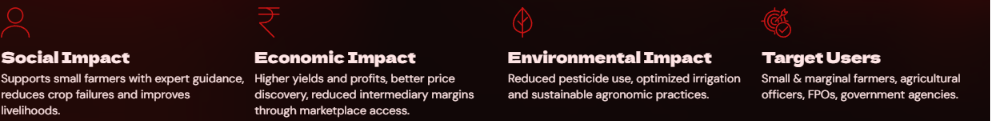 Social Impact
Supports small farmers with expert guidance,
reduces crop failures and improves
livelihoods.
Economic Impact
Higher yields and profits, better price
discovery, reduced intermediary margins
through marketplace access.
Environmental Impact
Reduced pesticide use, optimized irrigation
and sustainable agronomic practices.
Target Users
Small & marginal farmers, agricultural
officers, FPOs, government agencies.